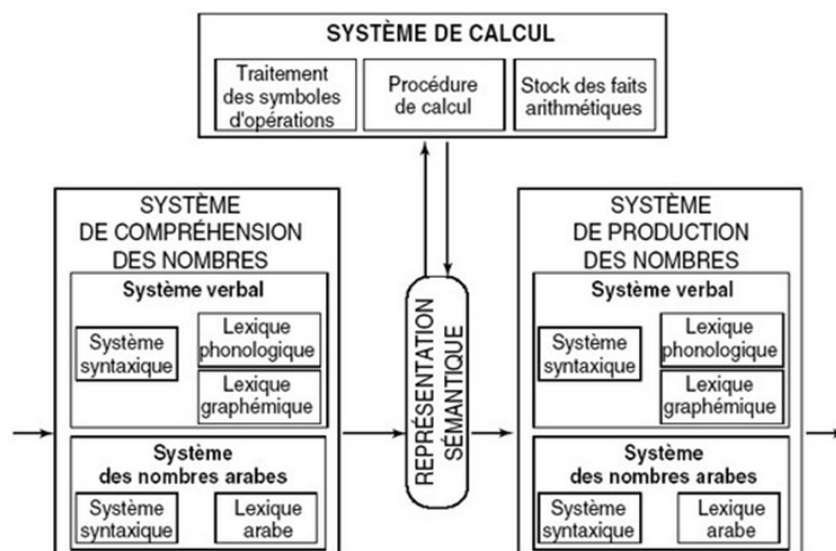 SYSTÈME DE CALCUL
Traitement
des symboles
d'opérations
Procédure
de calcul
Stock des faits
arithmétiques
SYSTÈME
DE COMPRÉHENSION
DES NOMBRES
Système verbal
Système
syntaxique
Lexique
phonologique
Lexique
graphémique
Système
des nombres arabes
Système
syntaxique
Lexique
arabe
REPRÉSENTATION
SÉMANTIQUE
SYSTÈME
DE PRODUCTION
DES NOMBRES
Système verbal
Système
syntaxique
Lexique
phonologique
Lexique
graphémique
Système
des nombres arabes
Système
syntaxique
Lexique
arabe